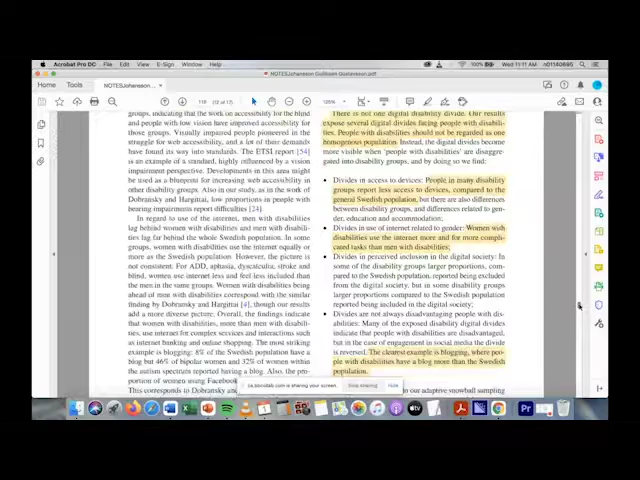 Acrobat Pro DC File Edit View E-Sign Window Help
100% Wed 11:11 AM n01140695
NOTESJohansson Gulliksen Gustavsson.pdf
Home Tools NOTESJohansson... ×
116 (12 of 17) 125%
indicating that the work on accessibility for the blind
and people with low vision have improved accessibility for
those groups. Visually impaired people pioneered in the
struggle for web accessibility, and a lot of their demands
have found its way into standards. The ETSI report [54]
is an example of a standard, highly influenced by a vision
impairment perspective. Developments in this area might
be used as a blueprint for increasing web accessibility in
other disability groups. Also in our study, as in the work of
Dobransky and Hargittai, low proportions in people with
hearing impairments report difficulties [24].
In regard to use of the internet, men with disabilities
lag behind women with disabilities and men with disabili-
ties lag far behind the whole Swedish population. In some
groups, women with disabilities use the internet equally or
more as the Swedish population. However, the picture is
not consistent. For ADD, aphasia, dyscalculia, stroke and
blind, women use internet less and feel less included than
the men in the same groups. Women with disabilities being
ahead of men with disabilities correspond with the similar
finding by Dobransky and Hargittai [4], though our results
add a more diverse picture. Overall, the findings indicate
that women with disabilities, more than men with disabili-
ties, use internet for complex services and interactions such
as internet banking and online shopping. The most striking
example is blogging: 8% of the Swedish population have a
blog but 46% of bipolar women and 32% of women within
the autism spectrum reported having a blog. Also, the pro-
portion of women using Facebook
This corresponds to Dobransky and
There is not one digital disability divide. Our results
expose several digital divides facing people with disabili-
ties. People with disabilities should not be regarded as one
homogenous population. Instead, the digital divides become
more visible when 'people with disabilities' are disaggre-
gated into disability groups, and by doing so we find:
• Divides in access to devices: People in many disability
groups report less access to devices, compared to the
general Swedish population, but there are also differences
between disability groups, and differences related to gen-
der, education and accommodation;
• Divides in use of internet related to gender: Women with
disabilities use the internet more and for more compli-
cated tasks than men with disabilities;
• Divides in perceived inclusion in the digital society: In
some of the disability groups larger proportions, com-
pared to the Swedish population, reported being excluded
from the digital society, but in some disability groups
larger proportions compared to the Swedish population
reported being included in the digital society;
• Divides are not always disadvantaging people with dis-
abilities: Many of the exposed disability digital divides
indicate that people with disabilities are disadvantaged,
but in the case of engagement in social media the divide
is reversed. The clearest example is blogging, where peo-
ple with disabilities have a blog more than the Swedish
population.
to our adaptive snowball sampling
ca.bbcollab.com is sharing your screen. Stop sharing Hide